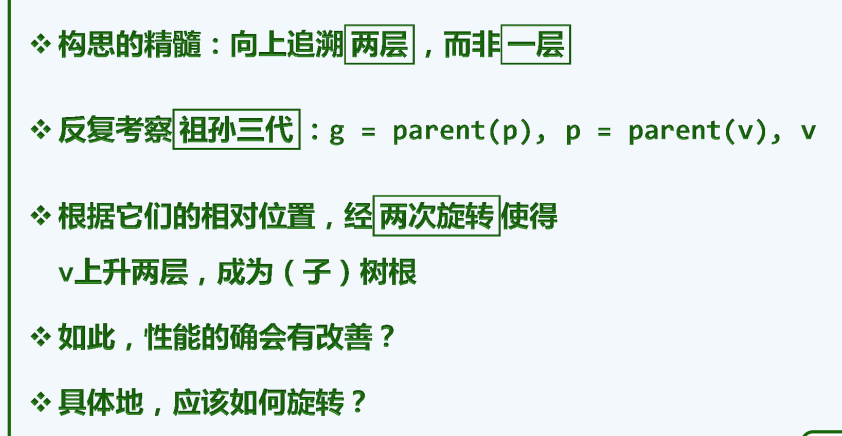 ❖ 构思的精髓：向上追溯两层，而非一层
❖ 反复考察祖孙三代：g = parent(p), p = parent(v), v
❖ 根据它们的相对位置，经两次旋转使得
v上升两层，成为（子）树根
❖ 如此，性能的确会有改善？
❖ 具体地，应该如何旋转？